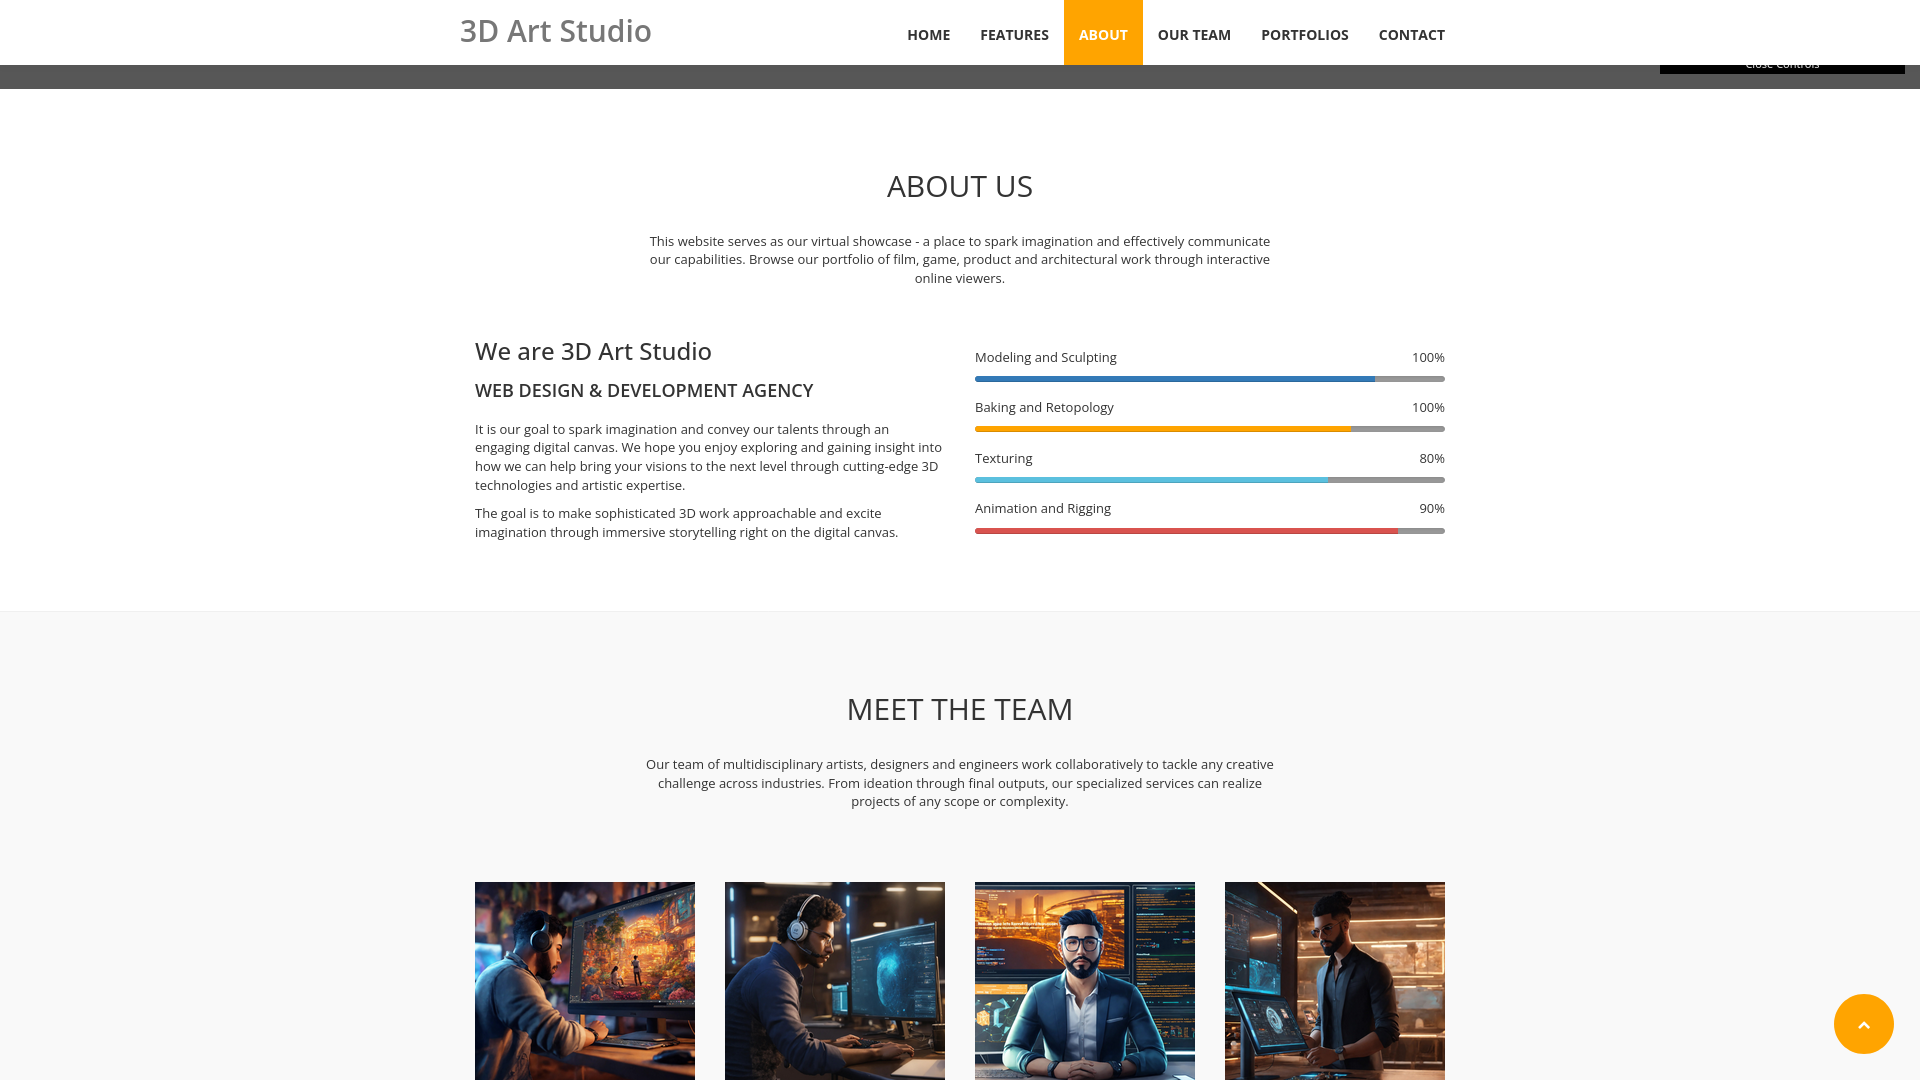 3D Art Studio
HOME
FEATURES
ABOUT
OUR TEAM
PORTFOLIOS
CONTACT
Close Controls
ABOUT US
This website serves as our virtual showcase - a place to spark imagination and effectively communicate
our capabilities. Browse our portfolio of film, game, product and architectural work through interactive
online viewers.
We are 3D Art Studio
WEB DESIGN & DEVELOPMENT AGENCY
It is our goal to spark imagination and convey our talents through an
engaging digital canvas. We hope you enjoy exploring and gaining insight into
how we can help bring your visions to the next level through cutting-edge 3D
technologies and artistic expertise.
The goal is to make sophisticated 3D work approachable and excite
imagination through immersive storytelling right on the digital canvas.
Modeling and Sculpting 100%
Baking and Retopology 100%
Texturing 80%
Animation and Rigging 90%
MEET THE TEAM
Our team of multidisciplinary artists, designers and engineers work collaboratively to tackle any creative
challenge across industries. From ideation through final outputs, our specialized services can realize
projects of any scope or complexity.